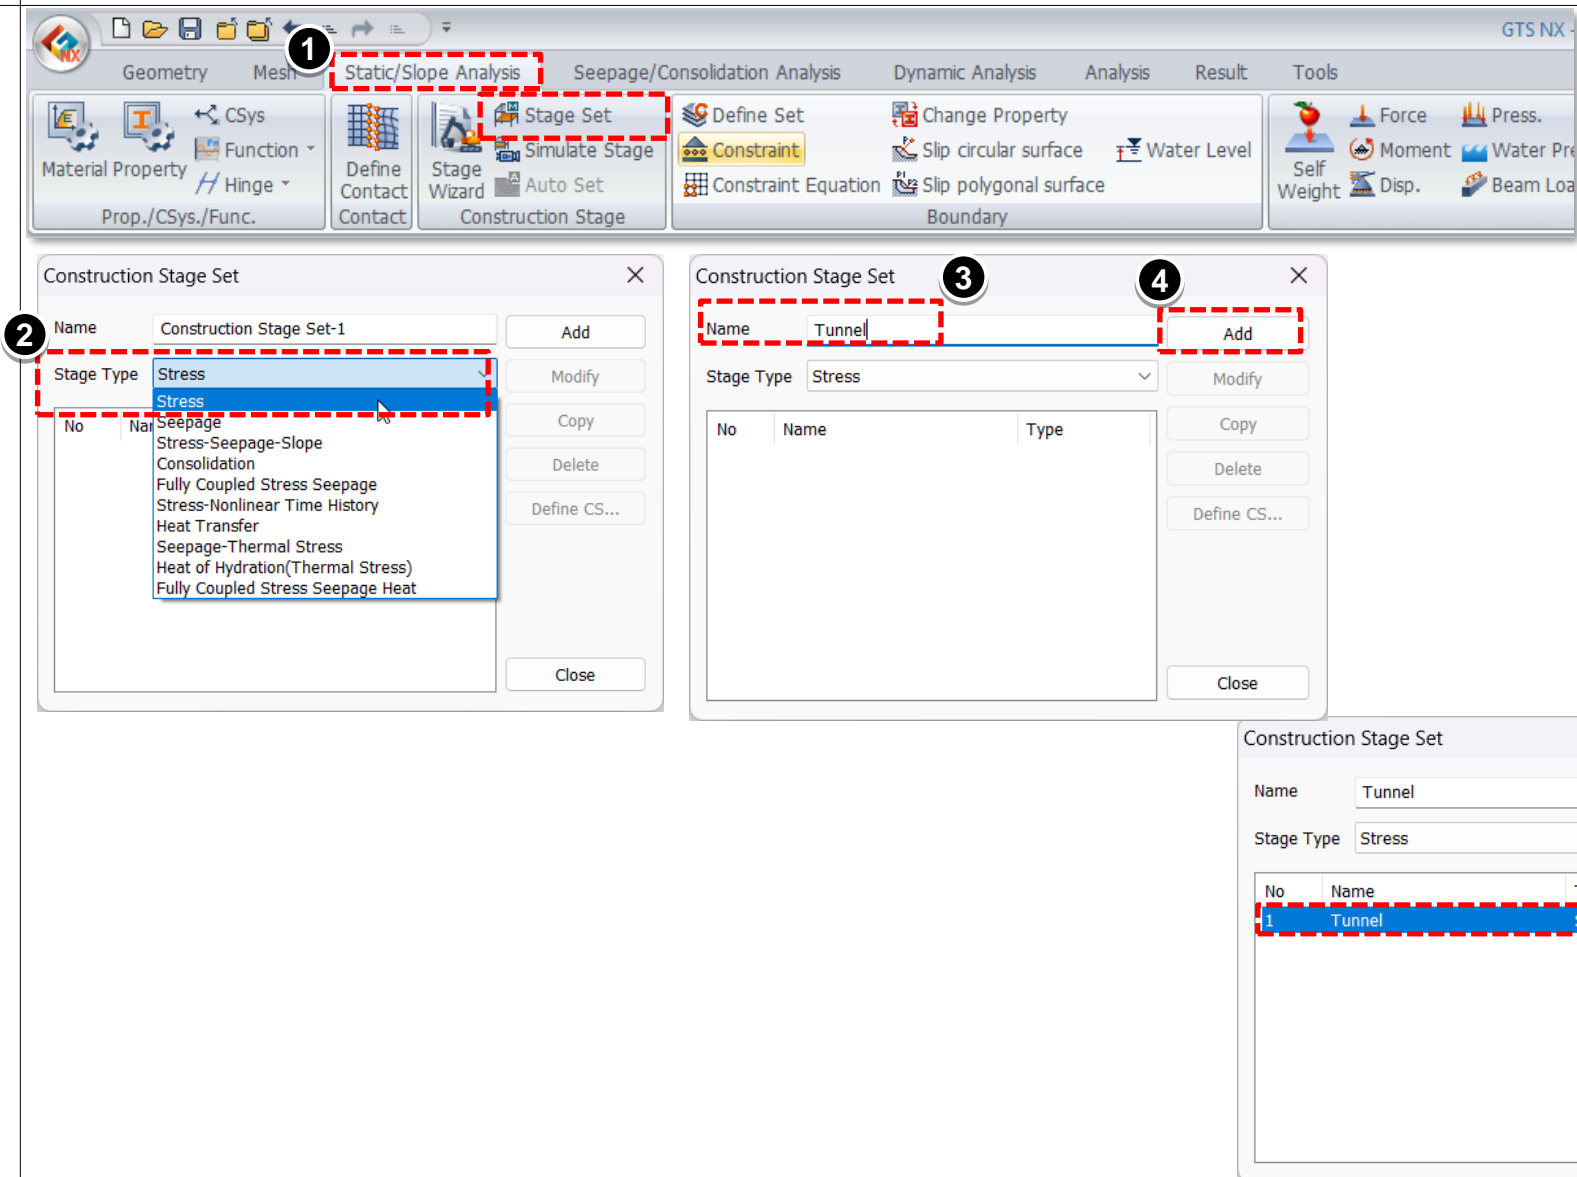 GTS NX -
NX
1
Geometry Mesh Static/Slope Analysis Seepage/Consolidation Analysis Dynamic Analysis Analysis Result Tools
Material Property
CSys
Function
Hinge
Prop./CSys./Func.
Define
Contact
Contact
Stage
Wizard
Stage Set
Simulate Stage
Auto Set
Construction Stage
Define Set
Constraint
Constraint Equation
Change Property
Slip circular surface
Slip polygonal surface
Water Level
Boundary
Self
Weight
Force
Moment
Disp.
Press.
Water Pre
Beam Loa
Construction Stage Set
2
Name Construction Stage Set-1 Add
Stage Type Stress Modify
No Nar
Stress
Seepage
Stress-Seepage-Slope
Consolidation
Fully Coupled Stress Seepage
Stress-Nonlinear Time History
Heat Transfer
Seepage-Thermal Stress
Heat of Hydration(Thermal Stress)
Fully Coupled Stress Seepage Heat
Copy
Delete
Define CS...
Close
Construction Stage Set
3
4
Name Tunnel Add
Stage Type Stress Modify
No Name Type
Copy
Delete
Define CS...
Close
Construction Stage Set
Name Tunnel
Stage Type Stress
No Name
1 Tunnel